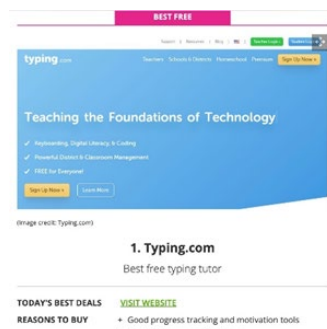 BEST FREE
Support | Resources | Blog
typing.com
Teachers Schools & Districts Homeschool Premium Sign Up Now
Teaching the Foundations of Technology
✓ Keyboarding, Digital Literacy, & Coding
✓ Powerful District & Classroom Management
✓ FREE for Everyone!
Sign Up Now Learn More
(Image credit: Typing.com)
1. Typing.com
Best free typing tutor
TODAY'S BEST DEALS VISIT WEBSITE
REASONS TO BUY + Good progress tracking and motivation tools